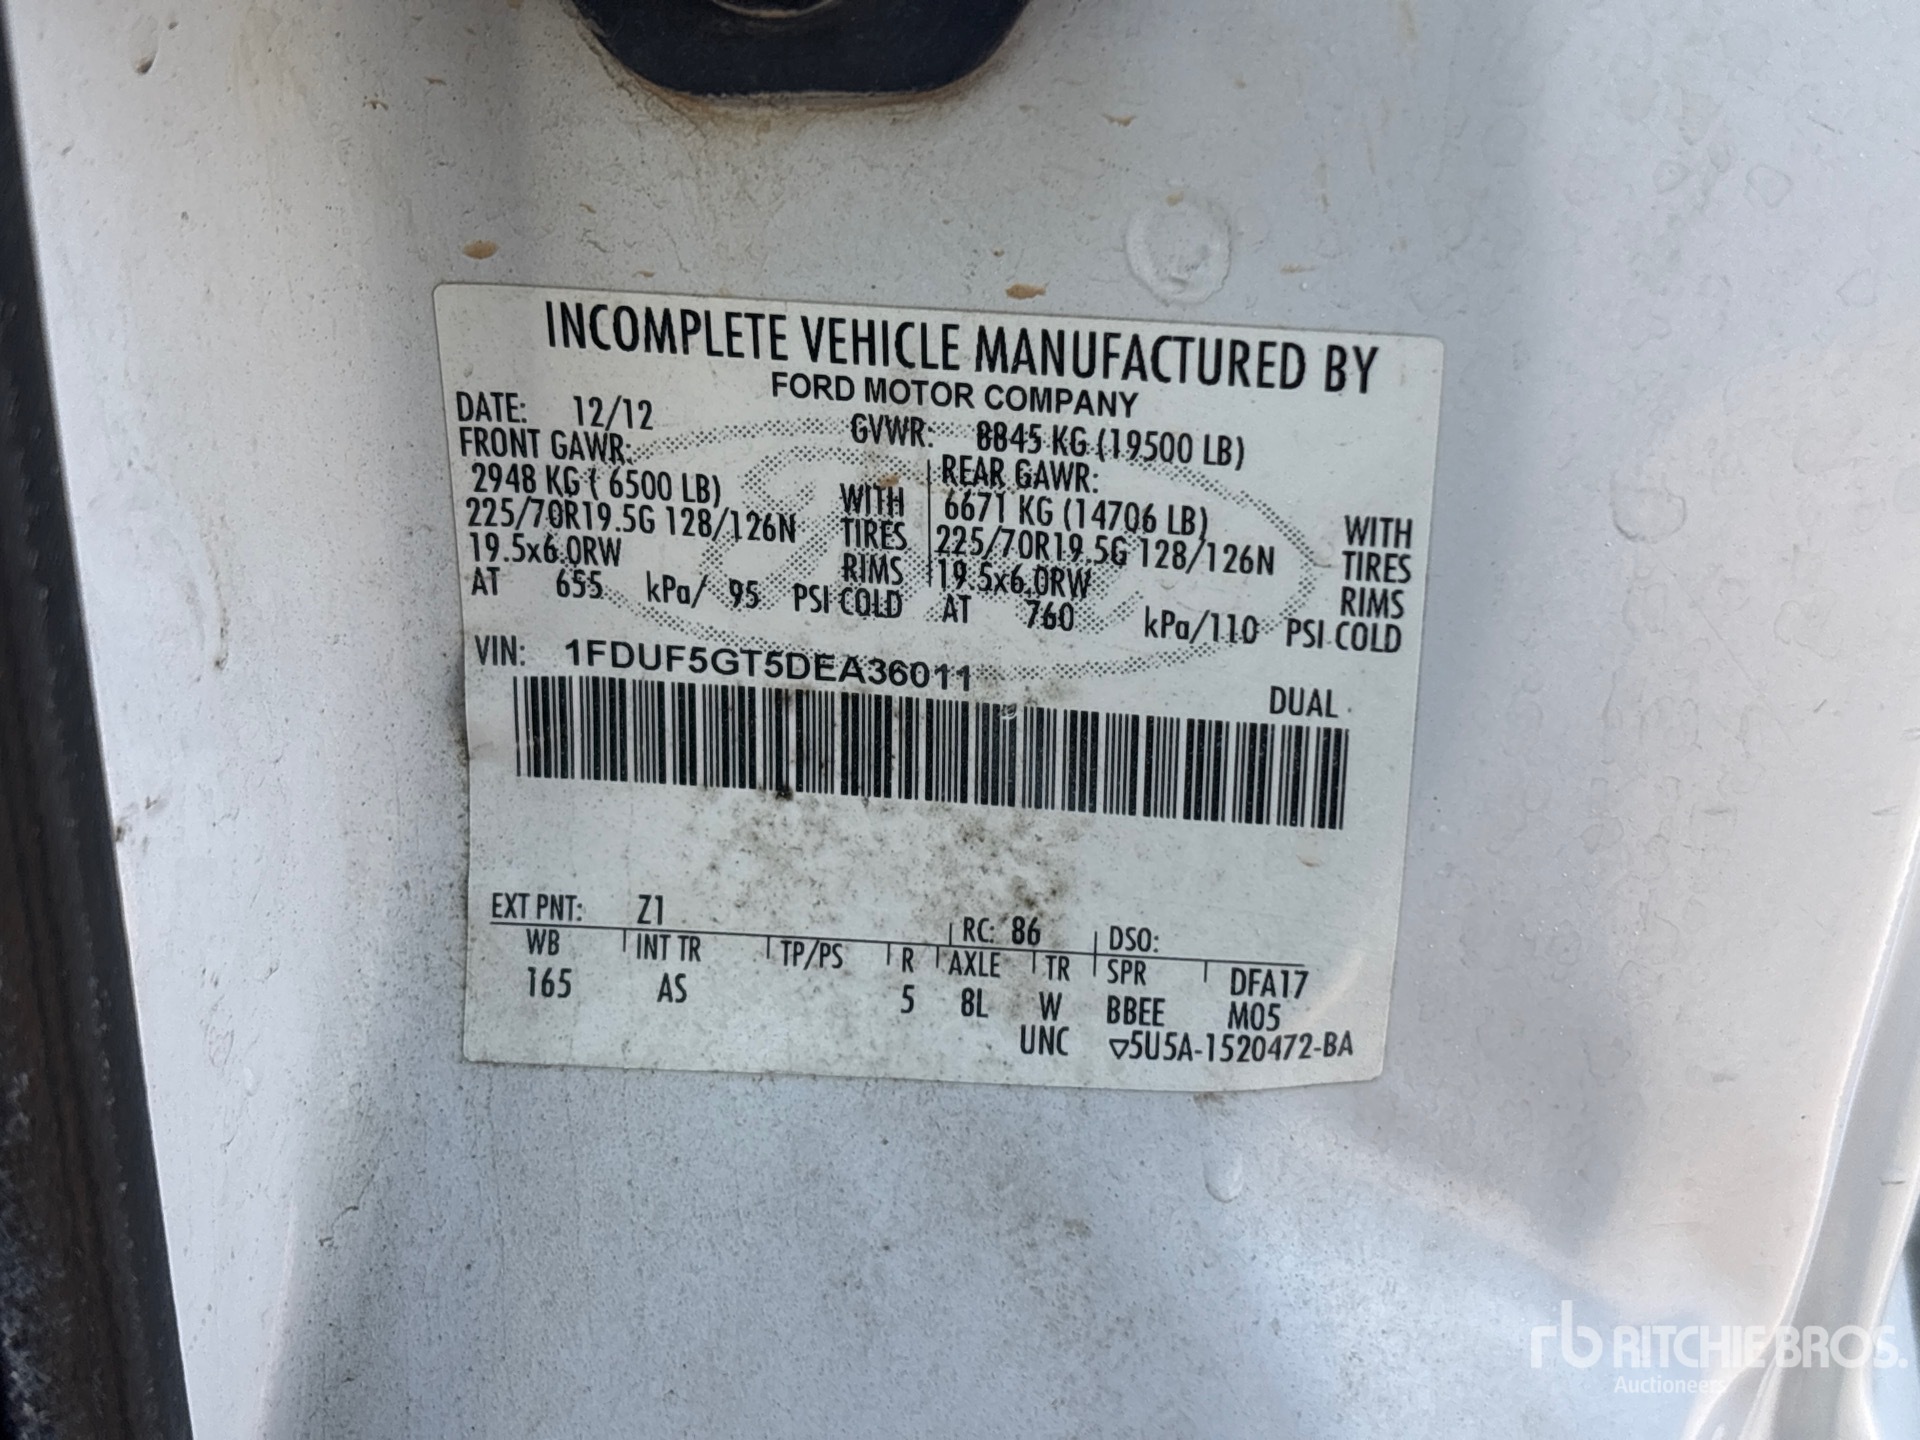 INCOMPLETE VEHICLE MANUFACTURED BY
FORD MOTOR COMPANY
DATE: 12/12 GVWR: 8845 KG (19500 LB)
FRONT GAWR: REAR GAWR:
2948 KG ( 6500 LB) WITH 6671 KG (14706 LB) WITH
225/70R19.5G 128/126N TIRES 225/70R19.5G 128/126N TIRES
19.5x6.0RW RIMS 19.5x6.0RW RIMS
AT 655 kPa/ 95 PSI COLD AT 760 kPa/110 PSI COLD
VIN: 1FDUF5GT5DEA36011
DUAL
EXT PNT: Z1 RC: 86 DSO:
WB INT TR TP/PS R AXLE TR SPR DFA17
165 AS 5 8L W BBEE M05
UNC ▽5U5A-1520472-BA
rb RITCHIE BROS.
Auctioneers